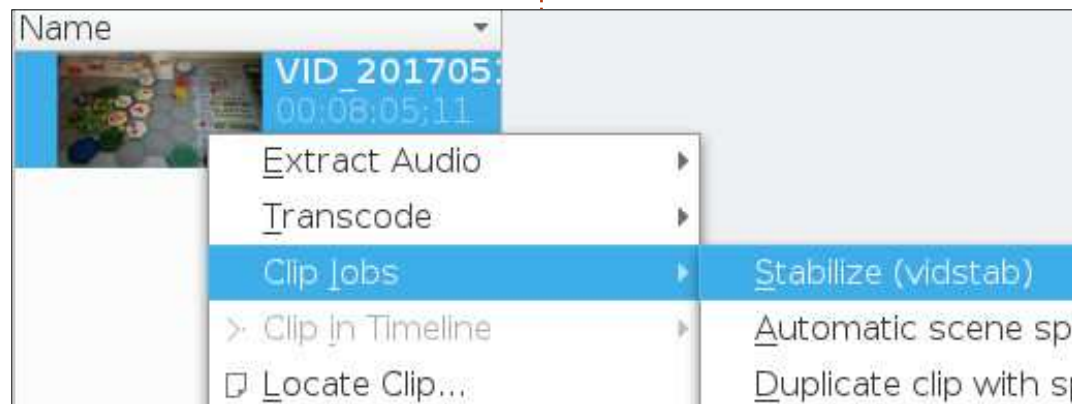 Name
VID_201705
00:08:05;11
Extract Audio
Transcode
Clip Jobs
Stabilize (vidstab)
Clip in Timeline
Automatic scene sp
Locate Clip...
Duplicate clip with sp